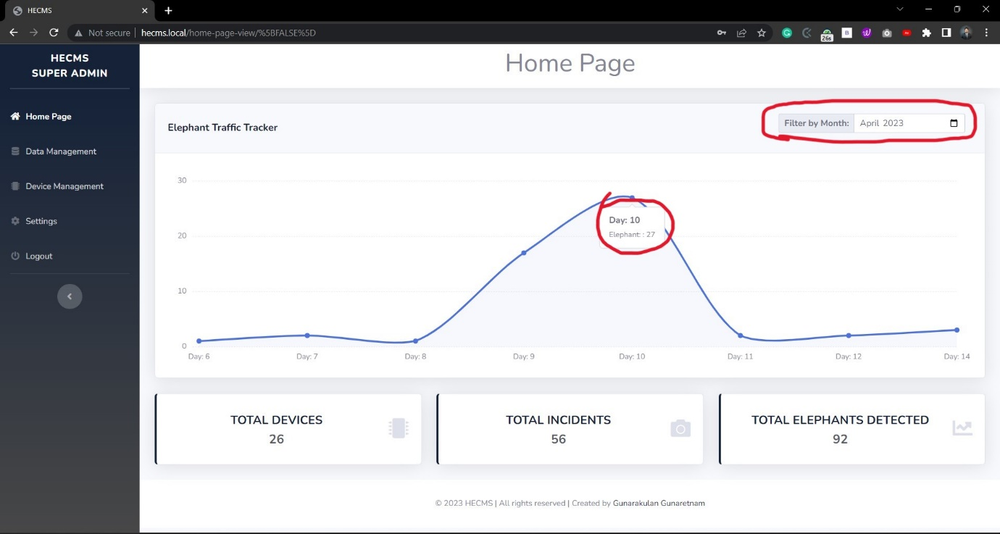 HECMS
Not secure
hecms.local/home-page-view/%5BFALSE%5D
26s
HECMS
SUPER ADMIN
Home Page
Data Management
Device Management
Settings
Logout
Home Page
Elephant Traffic Tracker
Filter by Month: April 2023
30
20
10
0
Day: 10
Elephant: : 27
Day: 6 Day: 7 Day: 8 Day: 9 Day: 10 Day: 11 Day: 12 Day: 14
TOTAL DEVICES
26
TOTAL INCIDENTS
56
TOTAL ELEPHANTS DETECTED
92
© 2023 HECMS | All rights reserved | Created by Gunarakulan Gunaretnam